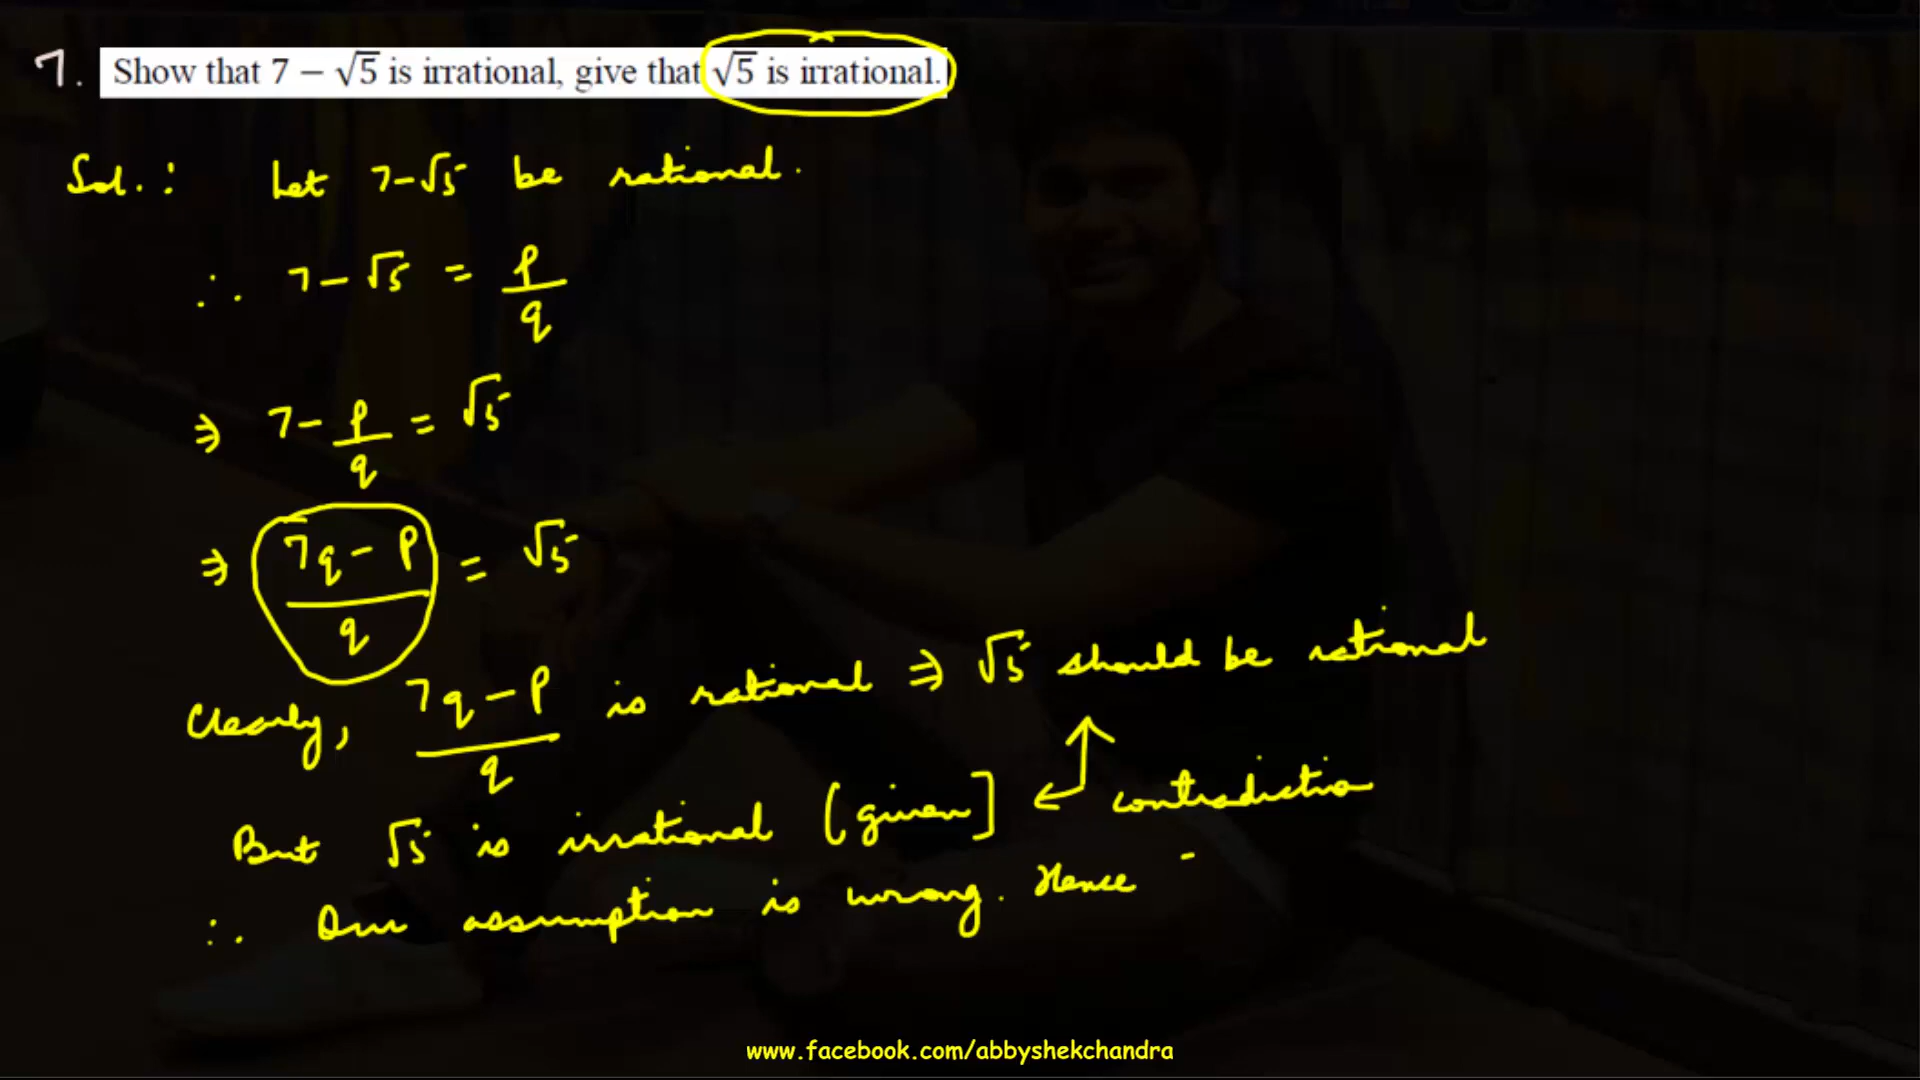 7. Show that 7 − √5 is irrational, give that √5 is irrational.
Sol. : Let 7-√5 be rational.
∴ 7 - √5 = p/q
⇒ 7 - p/q = √5
⇒ (7q - p)/q = √5
Clearly, (7q - p)/q is rational ⇒ √5 should be rational
But √5 is irrational (given] contradiction
∴ Our assumption is wrong. Hence -
www.facebook.com/abbyshekchandra